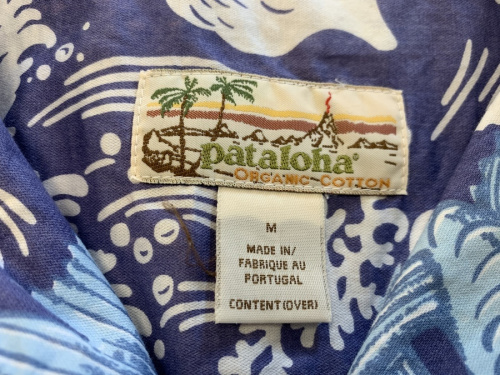 pataloha®
ORGANIC COTTON
M
MADE IN/
FABRIQUE AU
PORTUGAL
CONTENT(OVER)